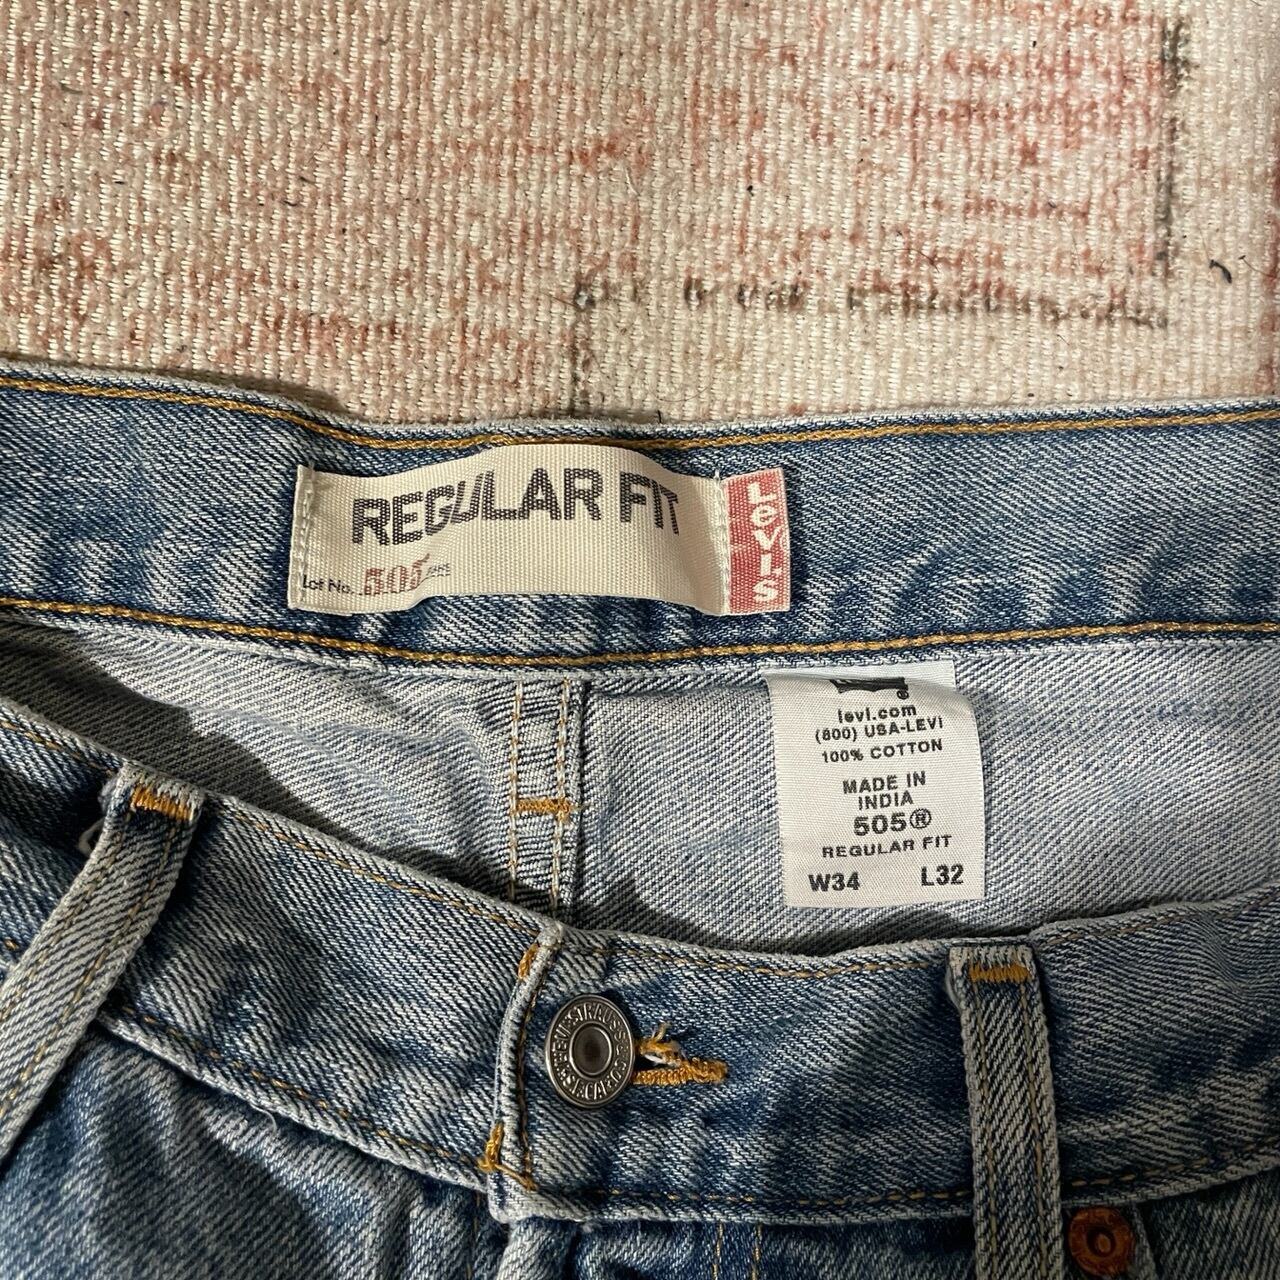 REGULAR FIT
Lot No. 505
Levi's
levi.com
(800) USA-LEVI
100% COTTON
MADE IN
INDIA
505®
REGULAR FIT
W34 L32